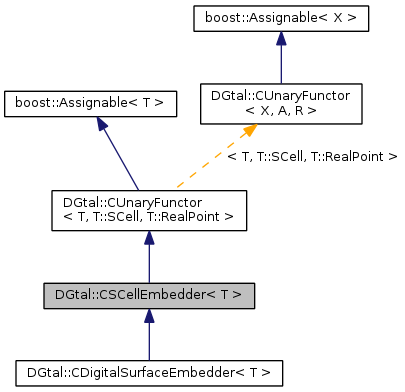 boost::Assignable< X >
DGtal::CUnaryFunctor
< X, A, R >
boost::Assignable< T >
< T, T::SCell, T::RealPoint >
DGtal::CUnaryFunctor
< T, T::SCell, T::RealPoint >
DGtal::CSCellEmbedder< T >
DGtal::CDigitalSurfaceEmbedder< T >